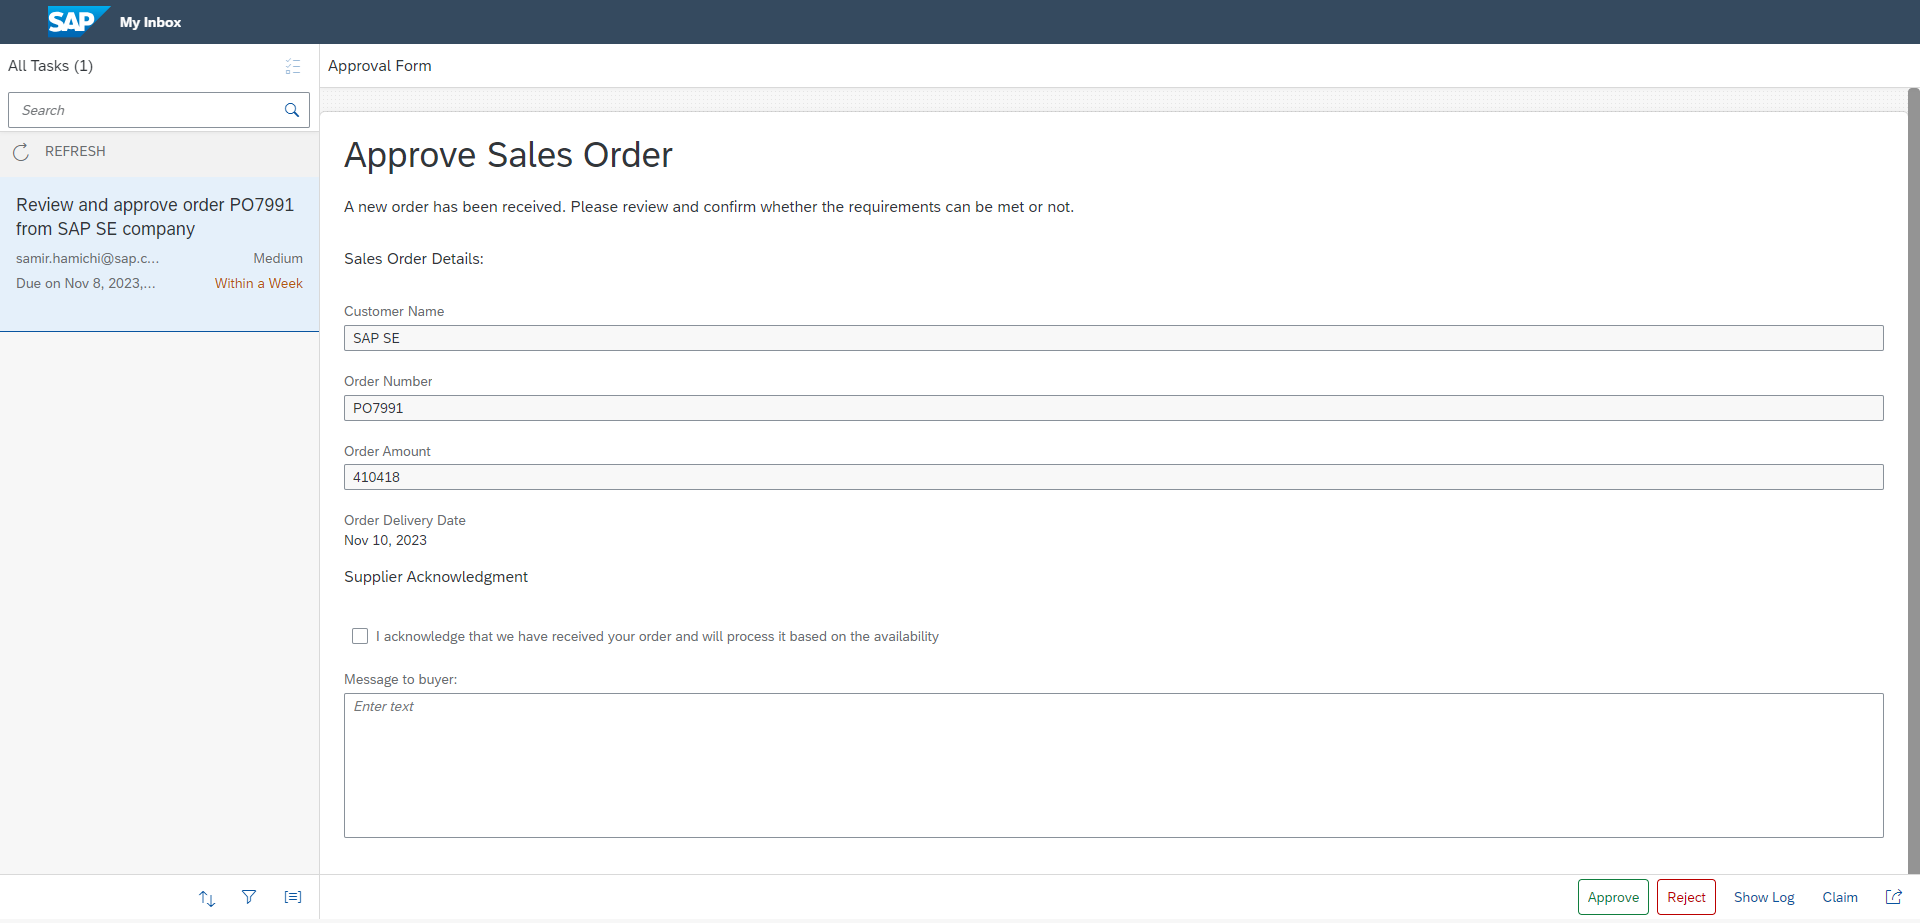 SAP My Inbox
All Tasks (1)
Search
REFRESH
Review and approve order PO7991
from SAP SE company
samir.hamichi@sap.c... Medium
Due on Nov 8, 2023,... Within a Week
Approval Form
Approve Sales Order
A new order has been received. Please review and confirm whether the requirements can be met or not.
Sales Order Details:
Customer Name
SAP SE
Order Number
PO7991
Order Amount
410418
Order Delivery Date
Nov 10, 2023
Supplier Acknowledgment
I acknowledge that we have received your order and will process it based on the availability
Message to buyer:
Enter text
Approve Reject Show Log Claim